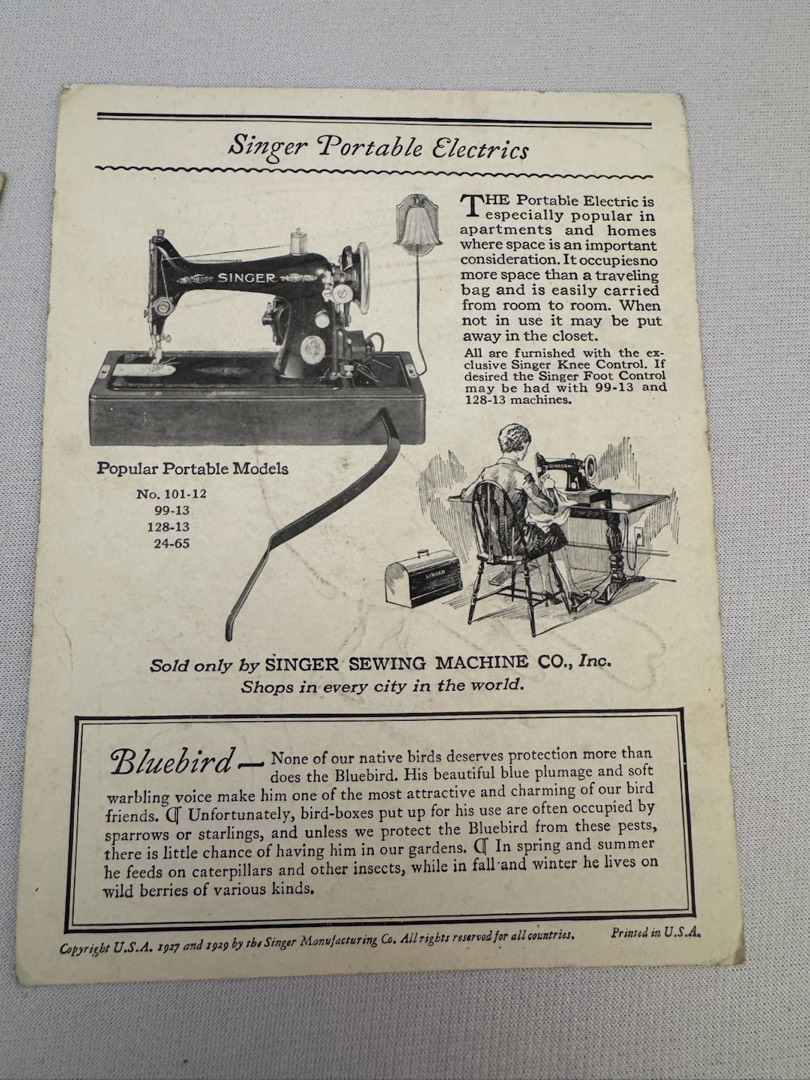 Singer Portable Electrics
SINGER
THE Portable Electric is
especially popular in
apartments and homes
where space is an important
consideration. It occupies no
more space than a traveling
bag and is easily carried
from room to room. When
not in use it may be put
away in the closet.
All are furnished with the ex-
clusive Singer Knee Control. If
desired the Singer Foot Control
may be had with 99-13 and
128-13 machines.
Popular Portable Models
No. 101-12
99-13
128-13
24-65
SINGER
SINGER
Sold only by SINGER SEWING MACHINE CO., Inc.
Shops in every city in the world.
Bluebird — None of our native birds deserves protection more than
does the Bluebird. His beautiful blue plumage and soft
warbling voice make him one of the most attractive and charming of our bird
friends. ¶ Unfortunately, bird-boxes put up for his use are often occupied by
sparrows or starlings, and unless we protect the Bluebird from these pests,
there is little chance of having him in our gardens. ¶ In spring and summer
he feeds on caterpillars and other insects, while in fall and winter he lives on
wild berries of various kinds.
Copyright U.S.A. 1927 and 1929 by the Singer Manufacturing Co. All rights reserved for all countries. Printed in U.S.A.